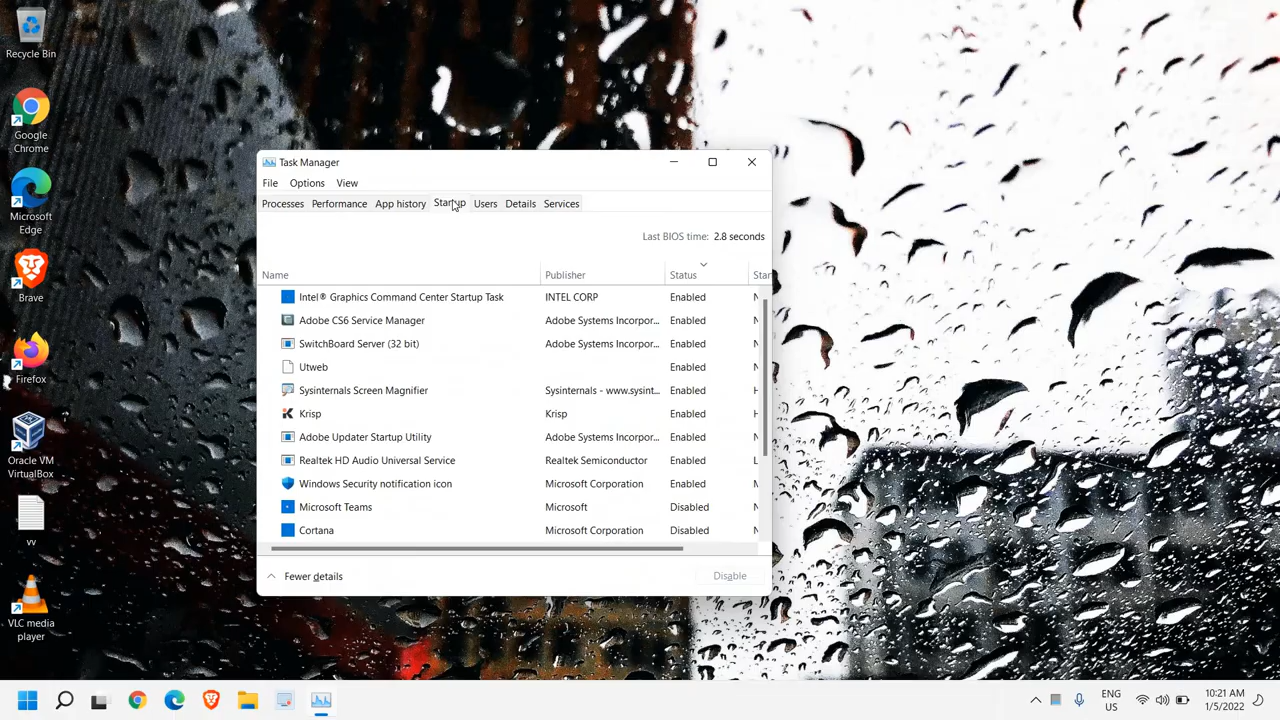 Recycle Bin
Google
Chrome
Microsoft
Edge
Brave
Firefox
Oracle VM
VirtualBox
vv
VLC media
player
Task Manager
File Options View
Processes Performance App history Startup Users Details Services
Last BIOS time: 2.8 seconds
Name Publisher Status Star
Intel® Graphics Command Center Startup Task INTEL CORP Enabled N
Adobe CS6 Service Manager Adobe Systems Incorpor... Enabled N
SwitchBoard Server (32 bit) Adobe Systems Incorpor... Enabled N
Utweb Enabled N
Sysinternals Screen Magnifier Sysinternals - www.sysint... Enabled H
Krisp Krisp Enabled H
Adobe Updater Startup Utility Adobe Systems Incorpor... Enabled N
Realtek HD Audio Universal Service Realtek Semiconductor Enabled L
Windows Security notification icon Microsoft Corporation Enabled M
Microsoft Teams Microsoft Disabled N
Cortana Microsoft Corporation Disabled N
Fewer details Disable
ENG
US
10:21 AM
1/5/2022